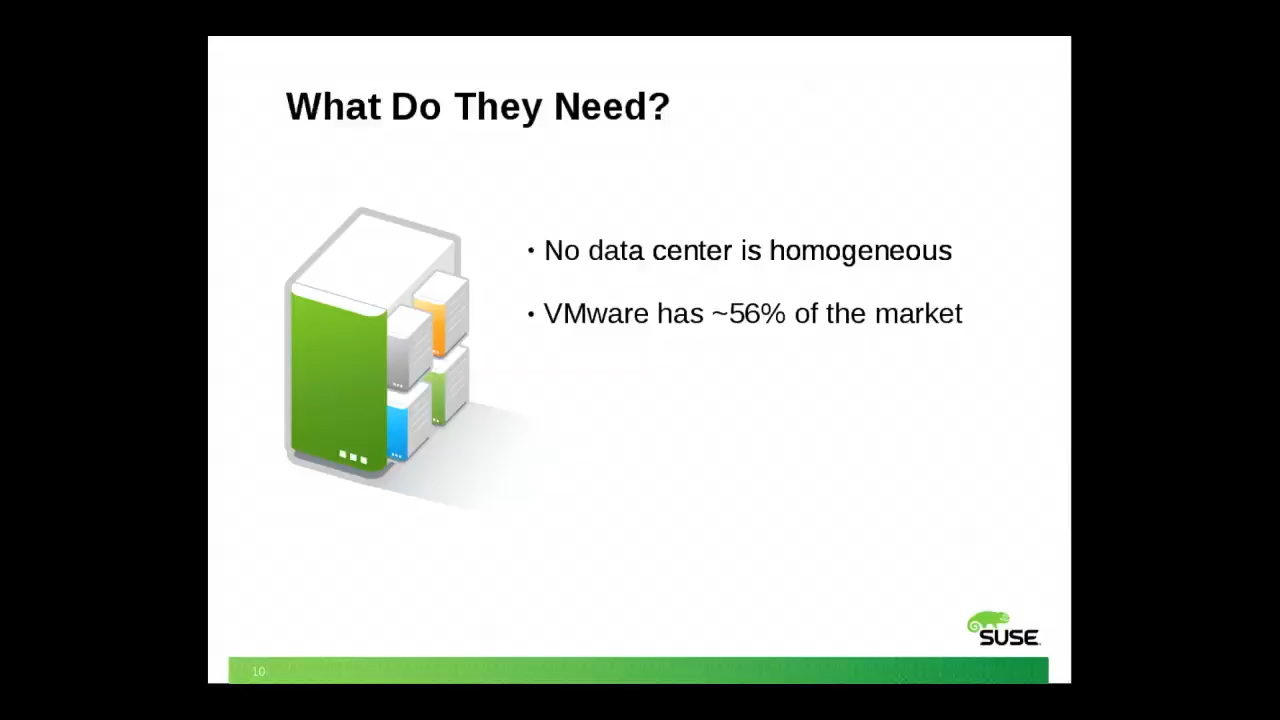 What Do They Need?
• No data center is homogeneous
• VMware has ~56% of the market
SUSE
10